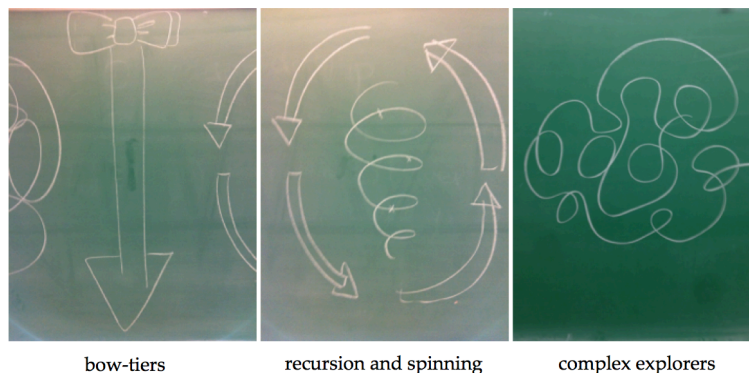 bow-tiers
recursion and spinning
complex explorers